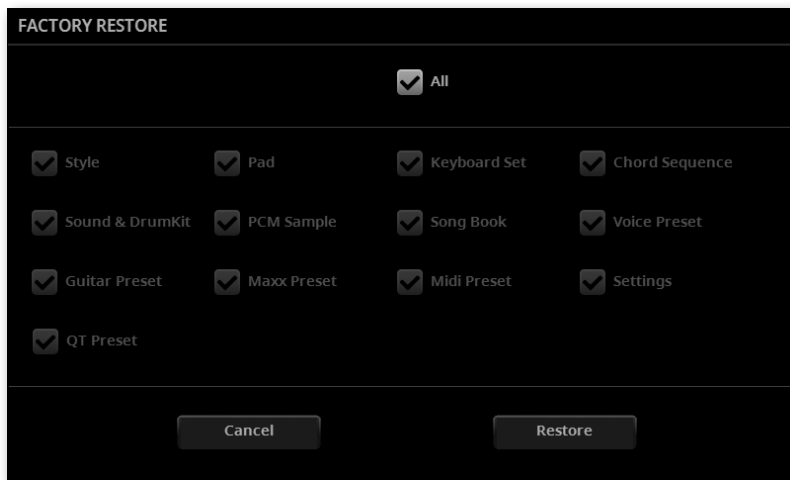 FACTORY RESTORE
All
Style Pad Keyboard Set Chord Sequence
Sound & DrumKit PCM Sample Song Book Voice Preset
Guitar Preset Maxx Preset Midi Preset Settings
QT Preset
Cancel Restore